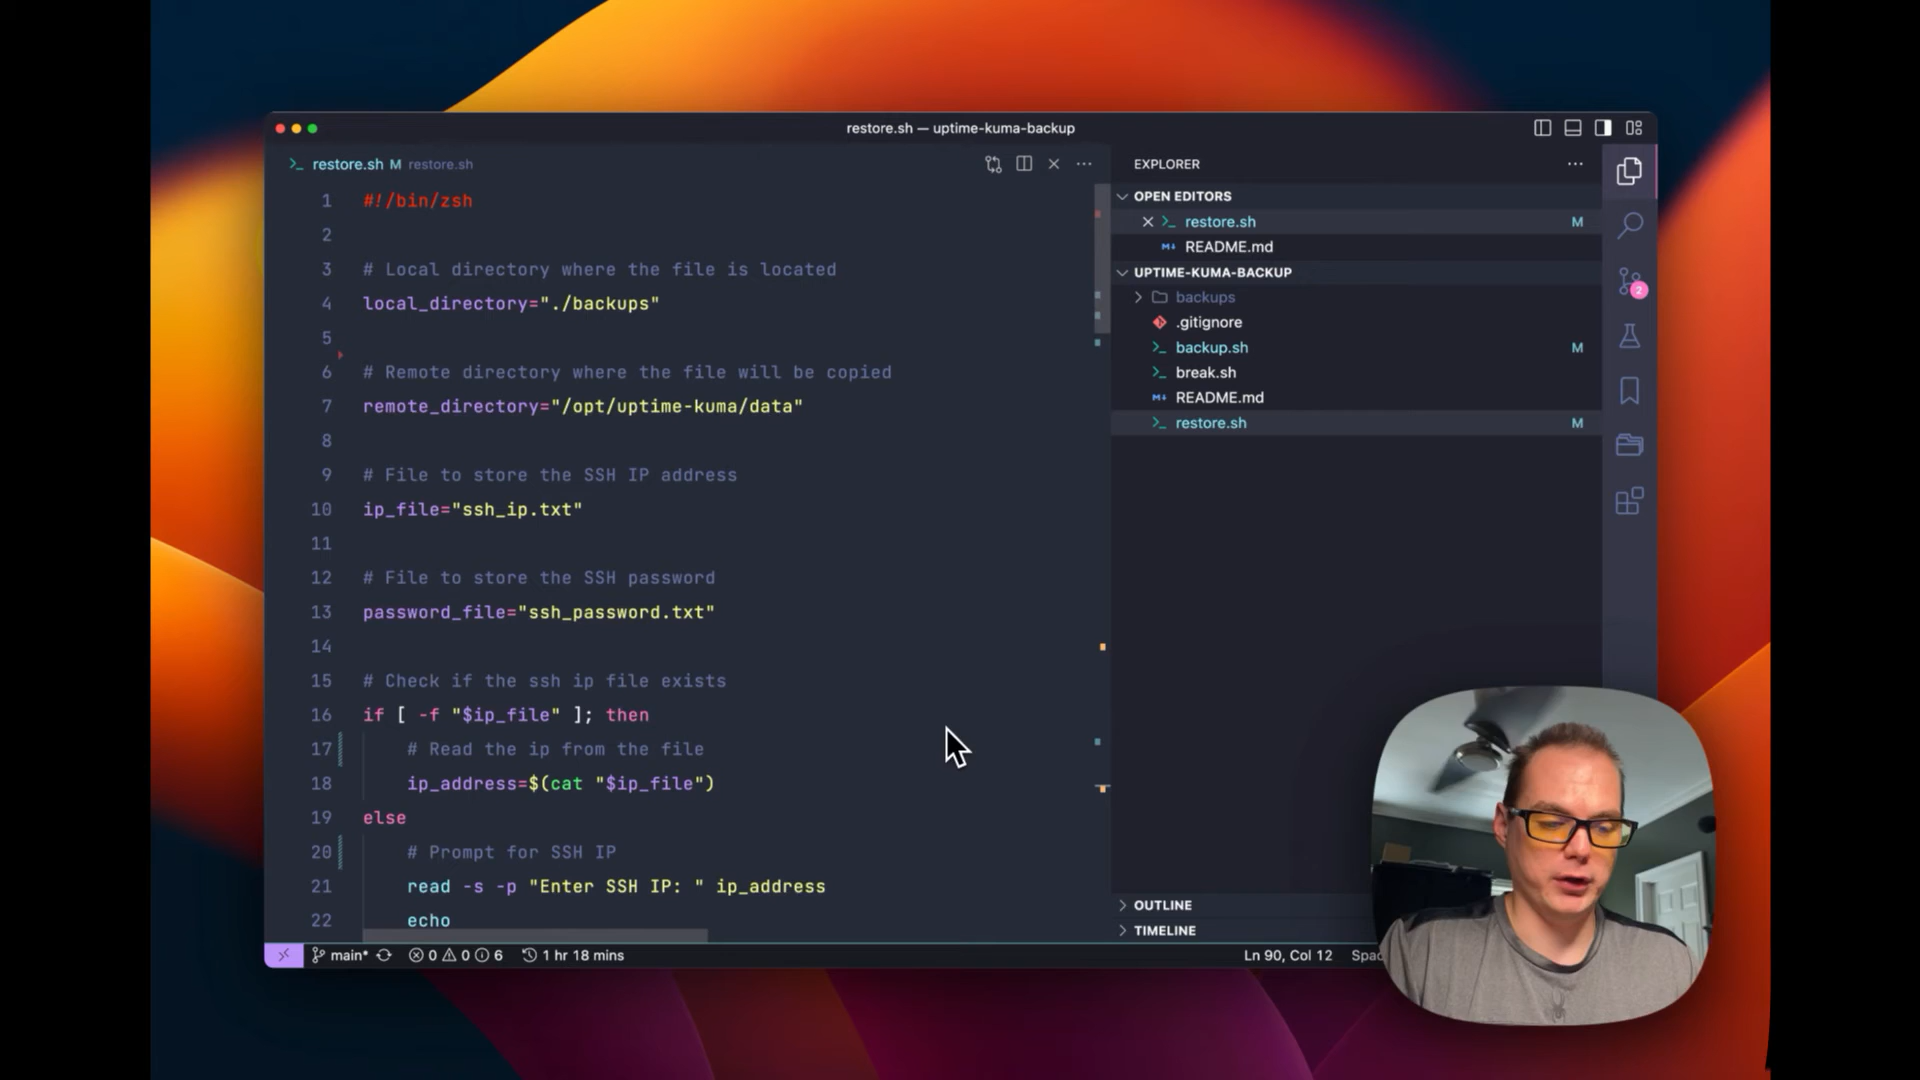 restore.sh — uptime-kuma-backup
restore.sh M restore.sh
1 #!/bin/zsh
2
3 # Local directory where the file is located
4 local_directory="./backups"
5
6 # Remote directory where the file will be copied
7 remote_directory="/opt/uptime-kuma/data"
8
9 # File to store the SSH IP address
10 ip_file="ssh_ip.txt"
11
12 # File to store the SSH password
13 password_file="ssh_password.txt"
14
15 # Check if the ssh ip file exists
16 if [ -f "$ip_file" ]; then
17 # Read the ip from the file
18 ip_address=$(cat "$ip_file")
19 else
20 # Prompt for SSH IP
21 read -s -p "Enter SSH IP: " ip_address
22 echo
EXPLORER
OPEN EDITORS
restore.sh M
README.md
UPTIME-KUMA-BACKUP
backups
.gitignore
backup.sh M
break.sh
README.md
restore.sh M
2
OUTLINE
TIMELINE
main* 0 0 6 1 hr 18 mins Ln 90, Col 12 Spac